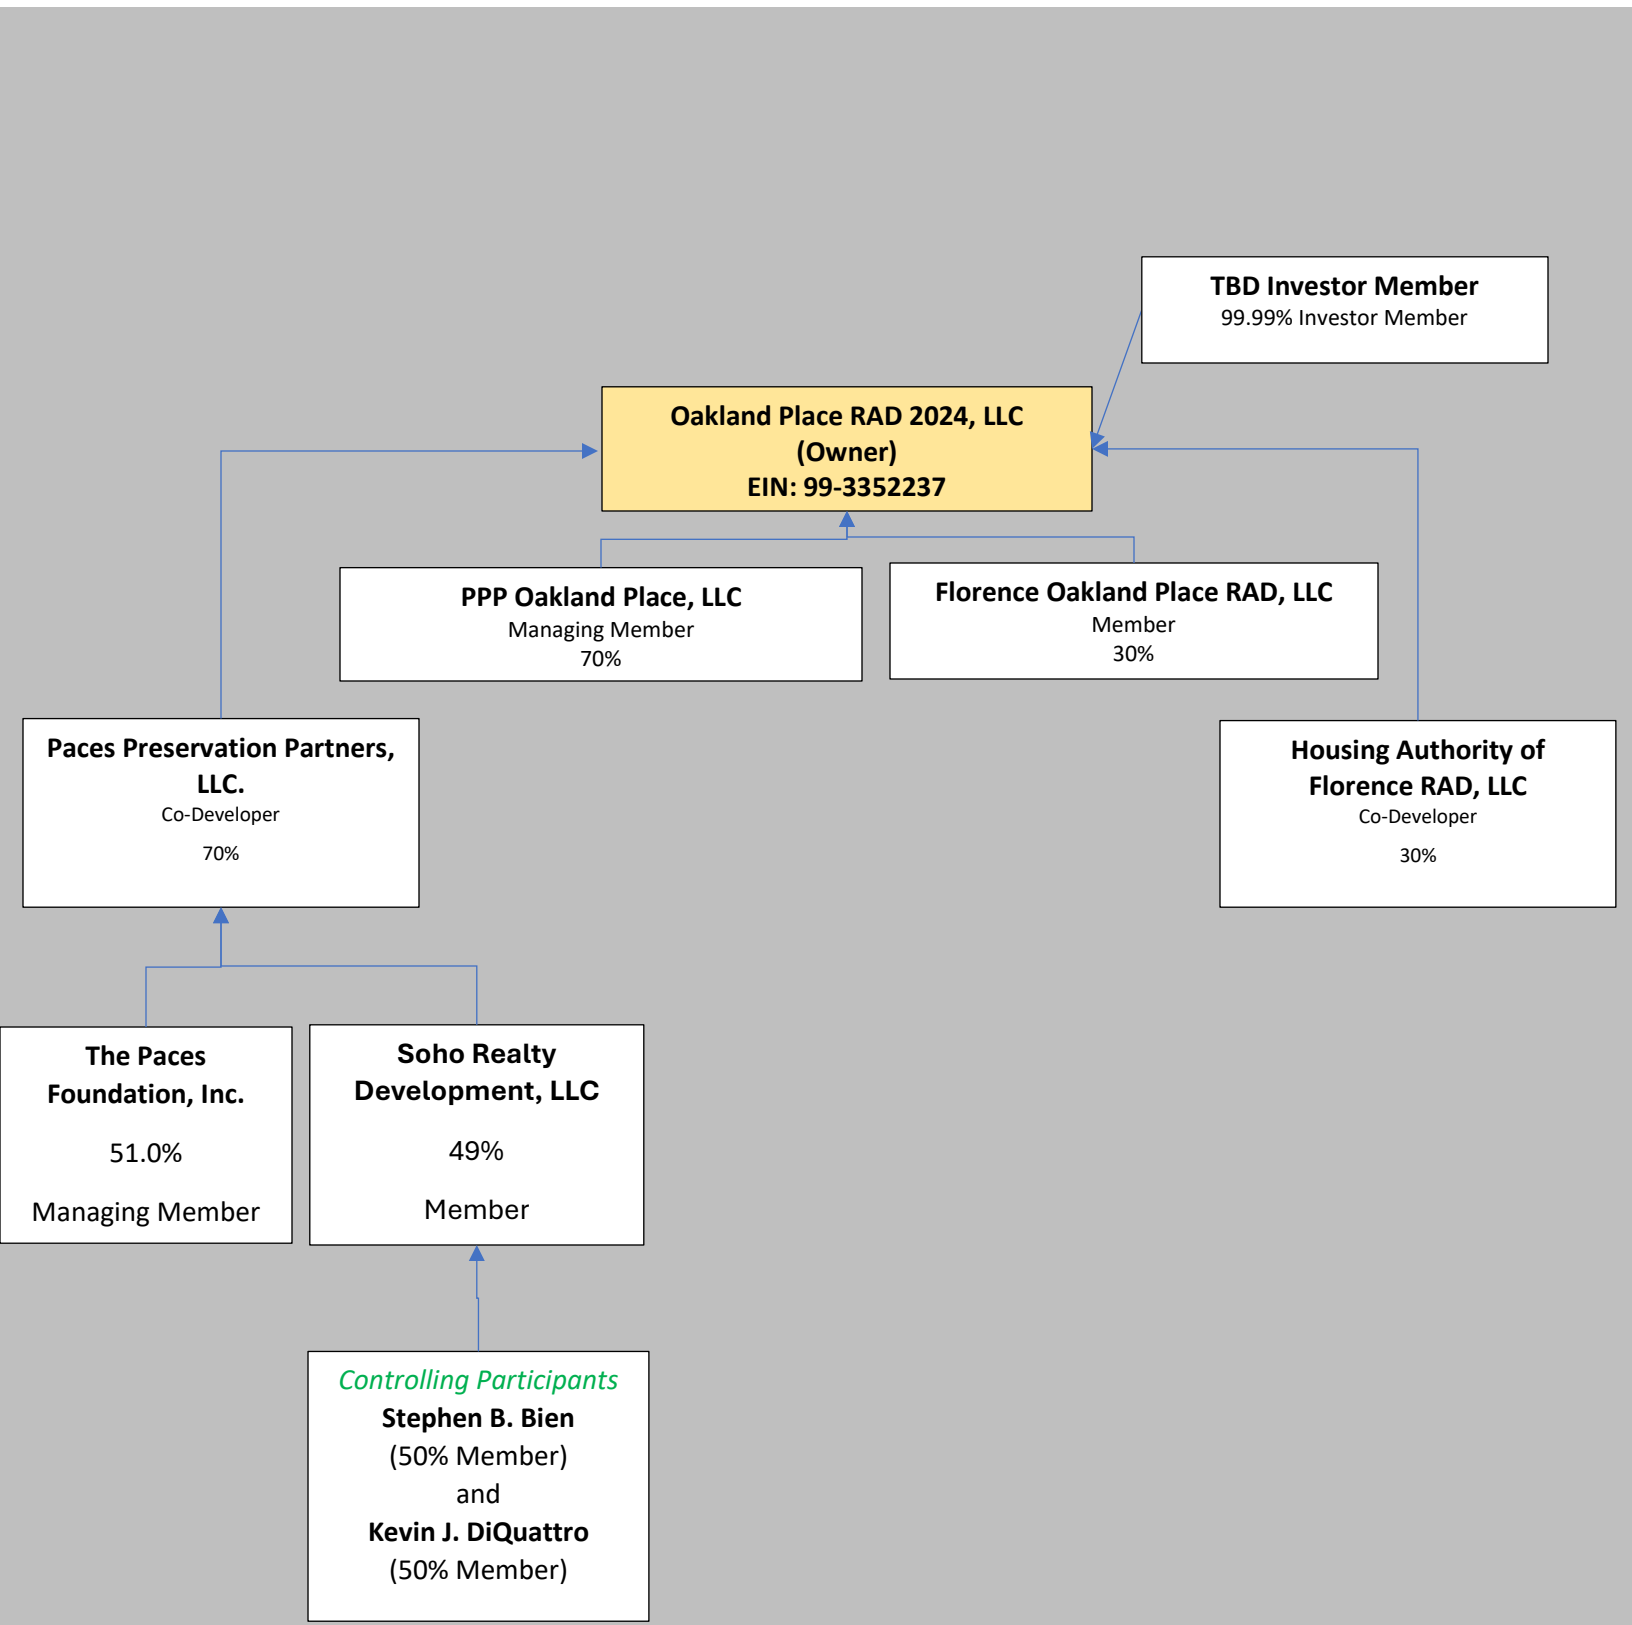 TBD Investor Member
99.99% Investor Member
Oakland Place RAD 2024, LLC
(Owner)
EIN: 99-3352237
PPP Oakland Place, LLC
Managing Member
70%
Florence Oakland Place RAD, LLC
Member
30%
Paces Preservation Partners,
LLC.
Co-Developer
70%
Housing Authority of
Florence RAD, LLC
Co-Developer
30%
The Paces
Foundation, Inc.
51.0%
Managing Member
Soho Realty
Development, LLC
49%
Member
Controlling Participants
Stephen B. Bien
(50% Member)
and
Kevin J. DiQuattro
(50% Member)